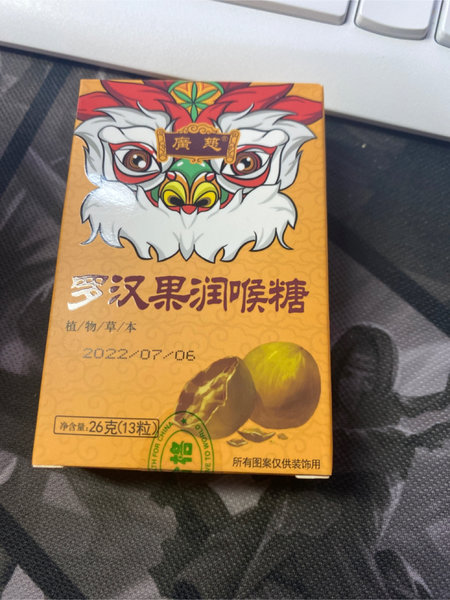 廣慈®
罗汉果润喉糖
植/物/草/本
2022/07/06
净含量: 26克(13粒)
格
所有图案仅供装饰用